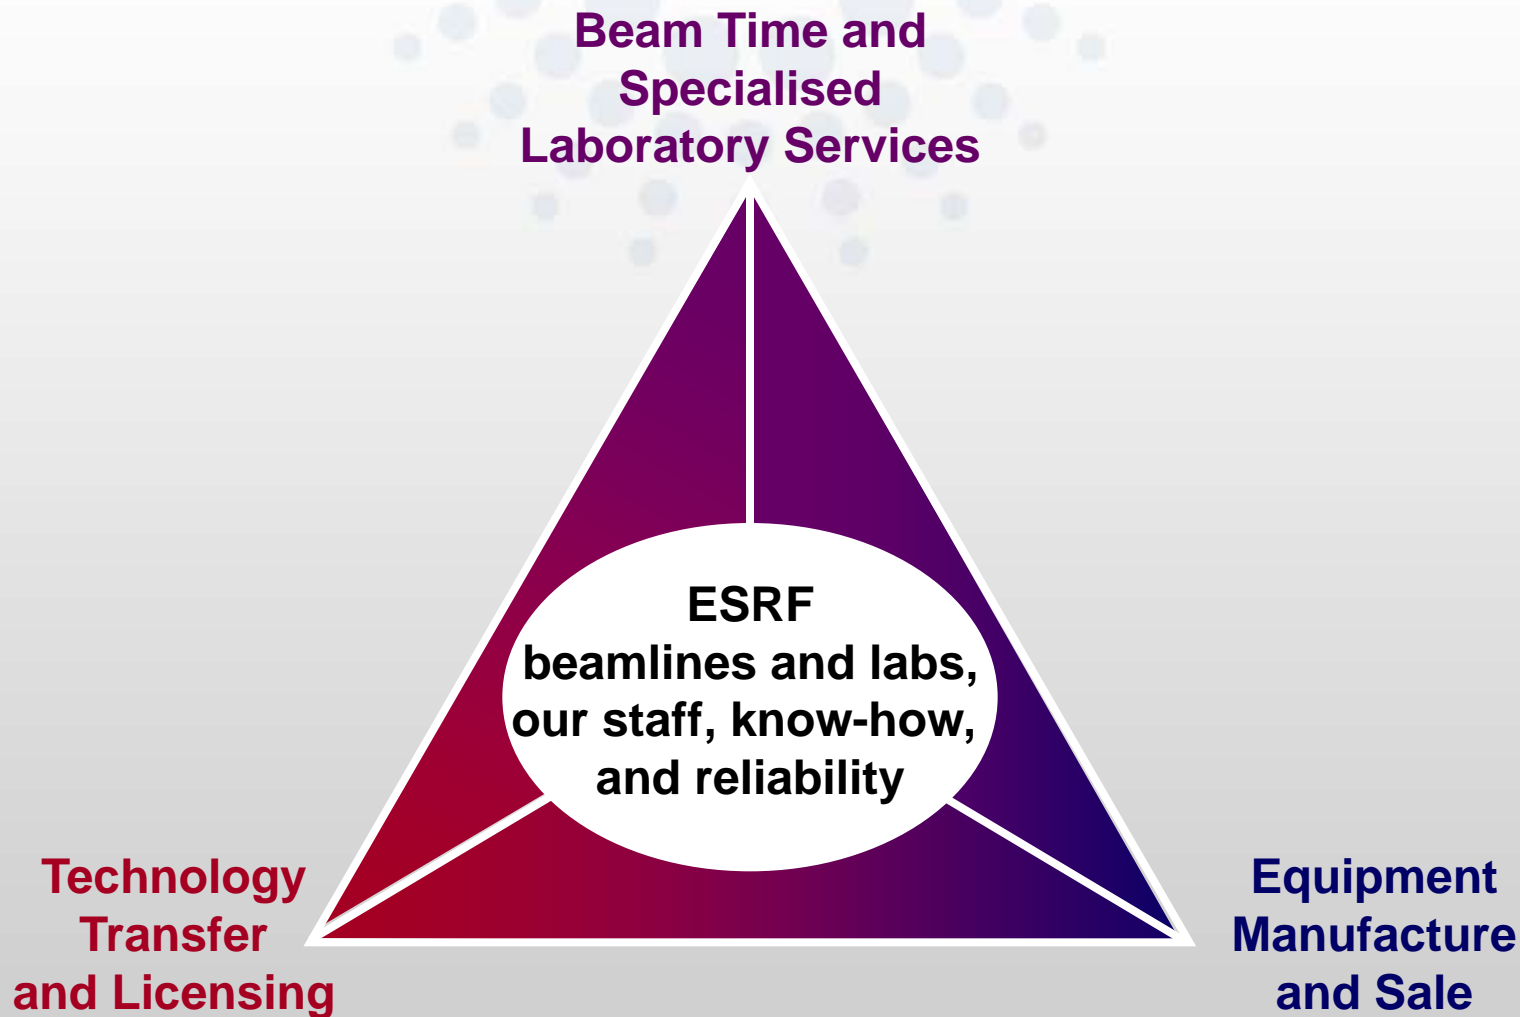 Beam Time and
Specialised
Laboratory Services
ESRF
beamlines and labs,
our staff, know-how,
and reliability
Technology
Transfer
and Licensing
Equipment
Manufacture
and Sale